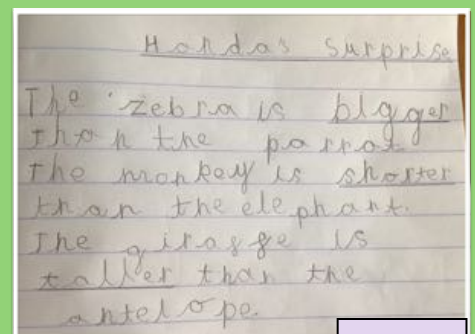 Handas surprise
The zebra is bigger
than the parrot
The monkey is shorter
than the elephant.
The giraffe is
taller than the
antelope.